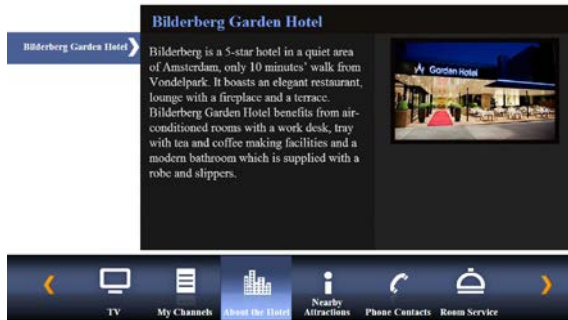 Bilderberg Garden Hotel
Bilderberg Garden Hotel
Bilderberg is a 5-star hotel in a quiet area
of Amsterdam, only 10 minutes' walk from
Vondelpark. It boasts an elegant restaurant,
lounge with a fireplace and a terrace.
Bilderberg Garden Hotel benefits from air-
conditioned rooms with a work desk, tray
with tea and coffee making facilities and a
modern bathroom which is supplied with a
robe and slippers.
Garden Hotel
TV
My Channels
About the Hotel
Nearby
Attractions
Phone Contacts
Room Service